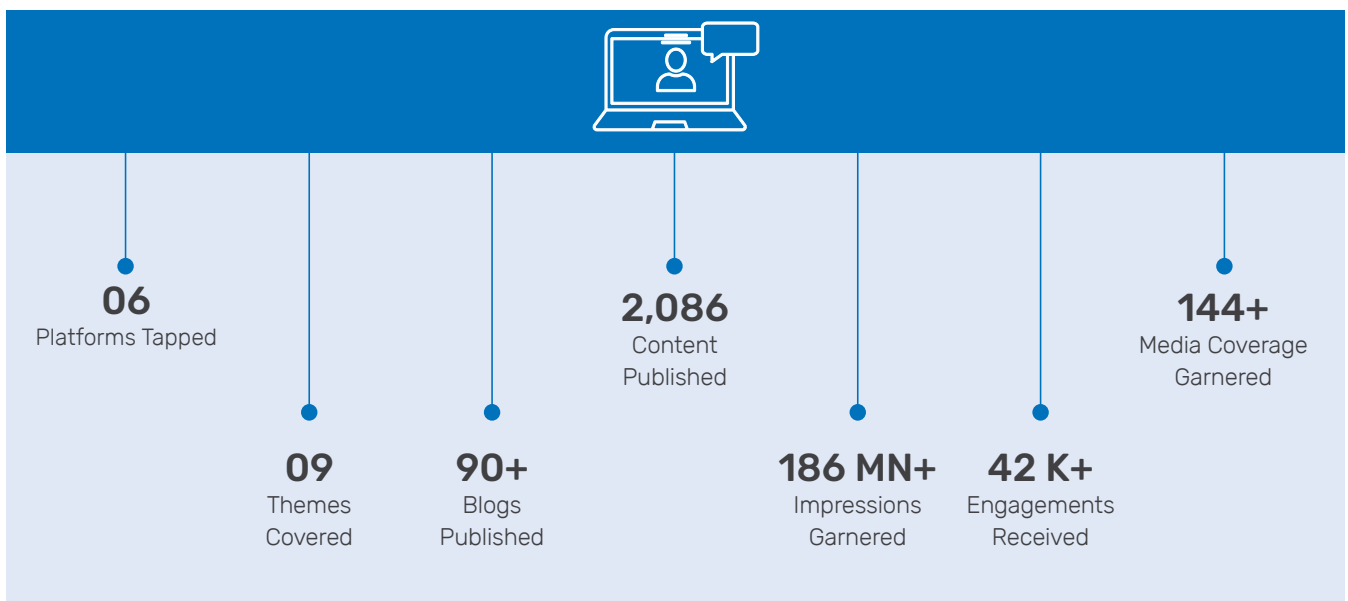 06
Platforms Tapped
09
Themes
Covered
90+
Blogs
Published
2,086
Content
Published
186 MN+
Impressions
Garnered
42 K+
Engagements
Received
144+
Media Coverage
Garnered